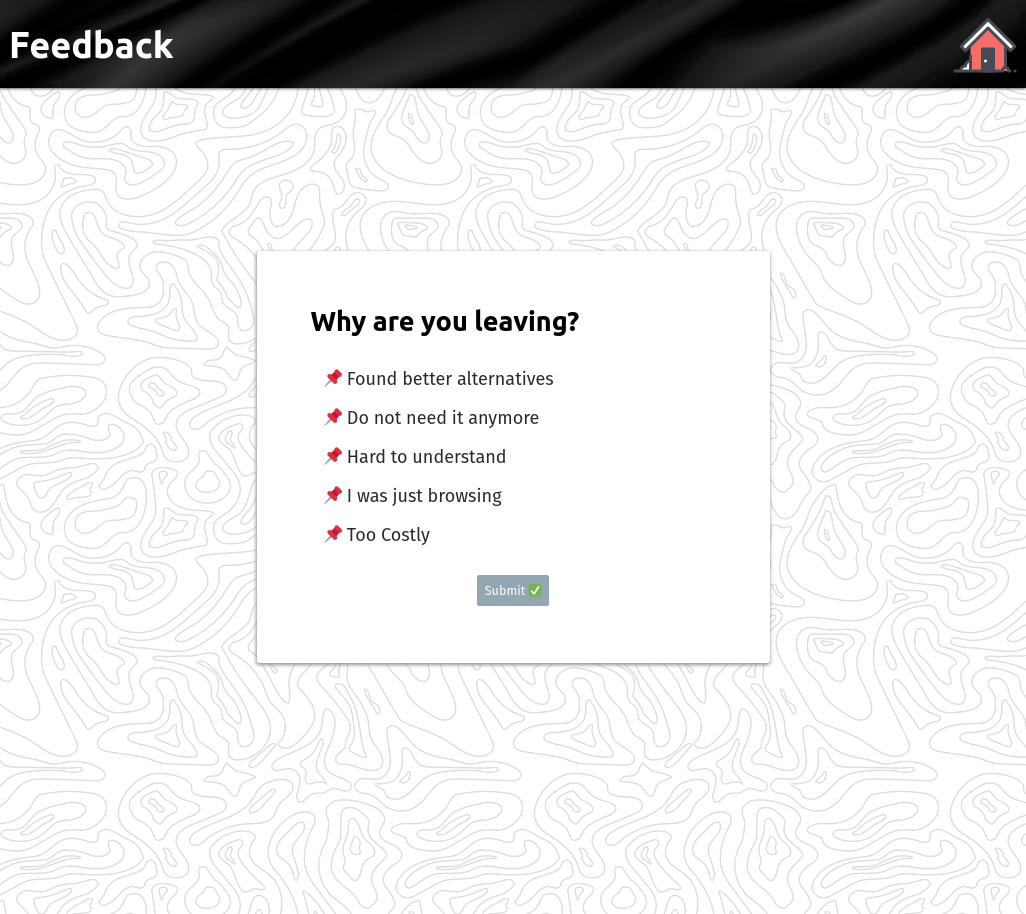 Feedback
Why are you leaving?
Found better alternatives
Do not need it anymore
Hard to understand
I was just browsing
Too Costly
Submit ✅